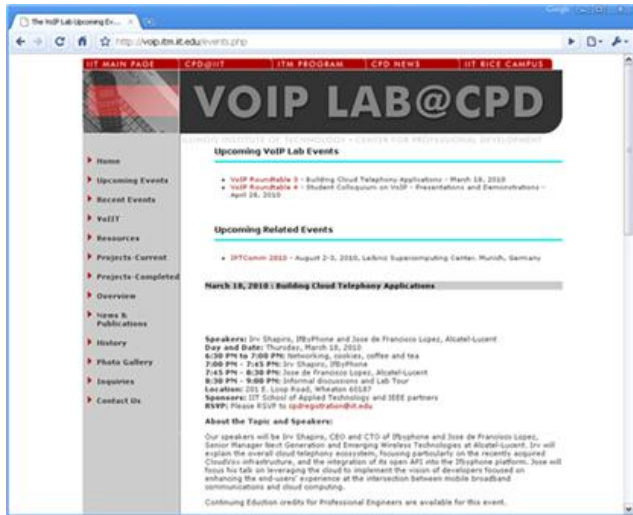 The VoIP Lab Upcoming Ev...
Google
http://voip.itm.iit.edu/events.php
IIT MAIN PAGE
CPD@IIT
ITM PROGRAM
CPD NEWS
IIT RICE CAMPUS
VOIP LAB@CPD
ILLINOIS INSTITUTE OF TECHNOLOGY • CENTER FOR PROFESSIONAL DEVELOPMENT
Home
Upcoming Events
Recent Events
VoIIT
Resources
Projects-Current
Projects-Completed
Overview
News &
Publications
History
Photo Gallery
Inquiries
Contact Us
Upcoming VoIP Lab Events
VoIP Roundtable 3 - Building Cloud Telephony Applications - March 18, 2010
VoIP Roundtable 4 - Student Colloquium on VoIP - Presentations and Demonstrations -
April 28, 2010
Upcoming Related Events
IPTComm 2010 - August 2-3, 2010, Leibniz Supercomputing Center, Munich, Germany
March 18, 2010 : Building Cloud Telephony Applications
Speakers: Irv Shapiro, IfByPhone and Jose de Francisco Lopez, Alcatel-Lucent
Day and Date: Thursday, March 18, 2010
6:30 PM to 7:00 PM: Networking, cookies, coffee and tea
7:00 PM - 7:45 PM: Irv Shapiro, IfByPhone
7:45 PM - 8:30 PM: Jose de Francisco Lopez, Alcatel-Lucent
8:30 PM - 9:00 PM: Informal discussions and Lab Tour
Location: 201 E. Loop Road, Wheaton 60187
Sponsors: IIT School of Applied Technology and IEEE partners
RSVP: Please RSVP to cpdregistration@iit.edu
About the Topic and Speakers:
Our speakers will be Irv Shapiro, CEO and CTO of Ifbyphone and Jose de Francisco Lopez,
Senior Manager Next Generation and Emerging Wireless Technologies at Alcatel-Lucent. Irv will
explain the overall cloud telephony ecosystem, focusing particularly on the recently acquired
CloudVox infrastructure, and the integration of its open API into the Ifbyphone platform. Jose will
focus his talk on leveraging the cloud to implement the vision of developers focused on
enhancing the end-users' experience at the intersection between mobile broadband
communications and cloud computing.
Continuing Eduction credits for Professional Engineers are available for this event.